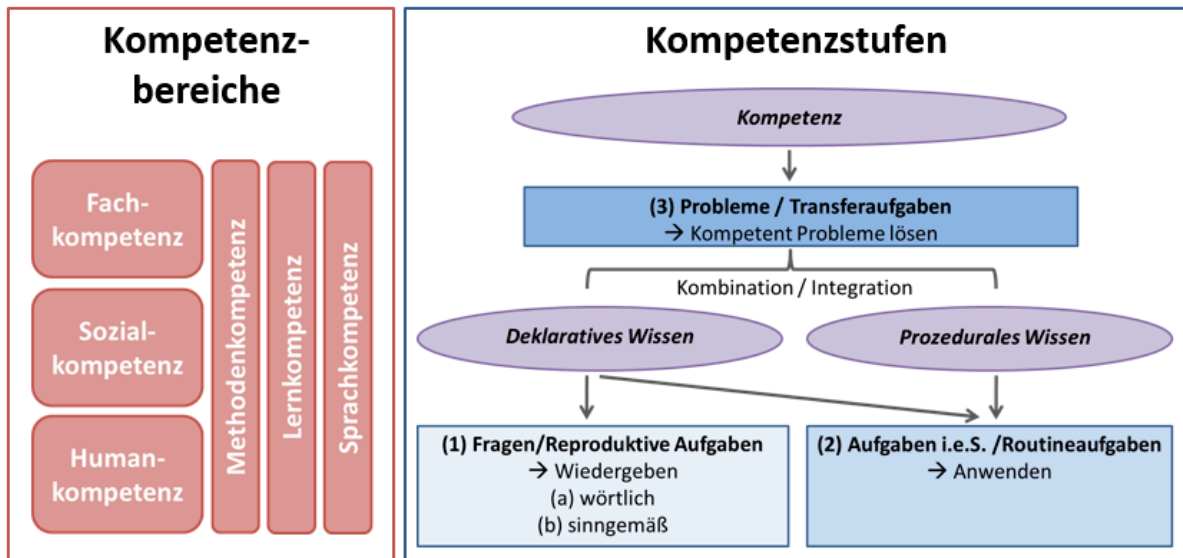 Kompetenz-
bereiche
Fach-
kompetenz
Sozial-
kompetenz
Human-
kompetenz
Methodenkompetenz
Lernkompetenz
Sprachkompetenz
Kompetenzstufen
Kompetenz
(3) Probleme / Transferaufgaben
→ Kompetent Probleme lösen
Kombination / Integration
Deklaratives Wissen
Prozedurales Wissen
(1) Fragen/Reproduktive Aufgaben
→ Wiedergeben
(a) wörtlich
(b) sinngemäß
(2) Aufgaben i.e.S. /Routineaufgaben
→ Anwenden